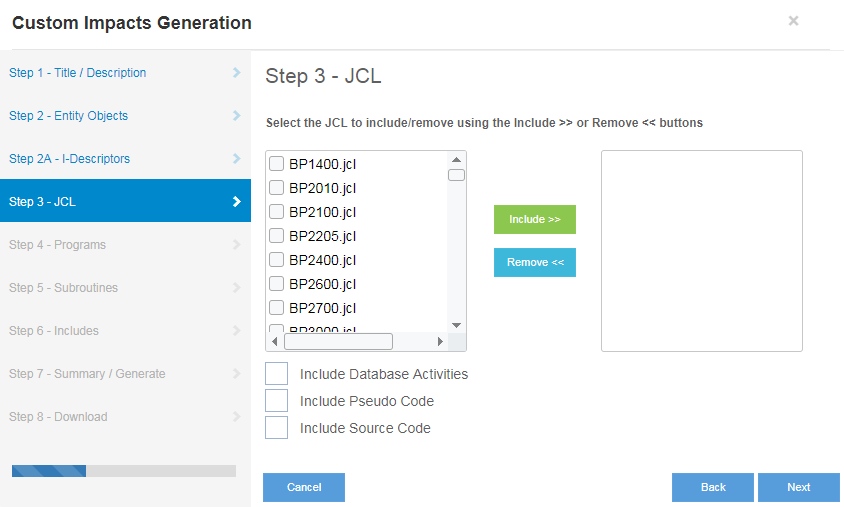 Custom Impacts Generation
×
Step 1 - Title / Description
Step 2 - Entity Objects
Step 2A - I-Descriptors
Step 3 - JCL
Step 4 - Programs
Step 5 - Subroutines
Step 6 - Includes
Step 7 - Summary / Generate
Step 8 - Download
Step 3 - JCL
Select the JCL to include/remove using the Include >> or Remove << buttons
BP1400.jcl
BP2010.jcl
BP2100.jcl
BP2205.jcl
BP2400.jcl
BP2600.jcl
BP2700.jcl
BP3000.jcl
Include >>
Remove <<
Include Database Activities
Include Pseudo Code
Include Source Code
Cancel
Back
Next